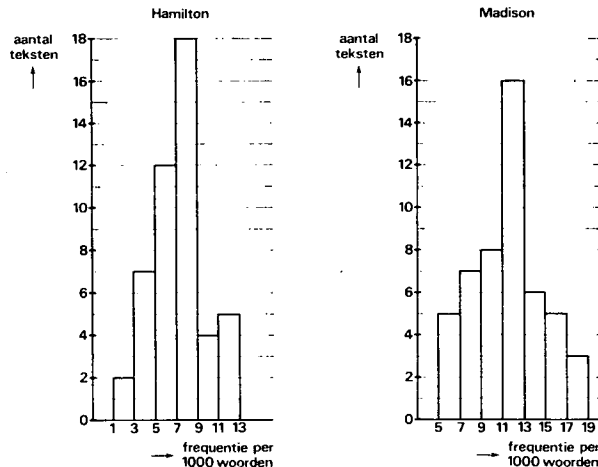 Hamilton
aantal
teksten
18
16
14
12
10
8
6
4
2
0
1 3 5 7 9 11 13
frequentie per
1000 woorden
Madison
aantal
teksten
18
16
14
12
10
8
6
4
2
0
5 7 9 11 13 15 17 19
frequentie per
1000 woorden